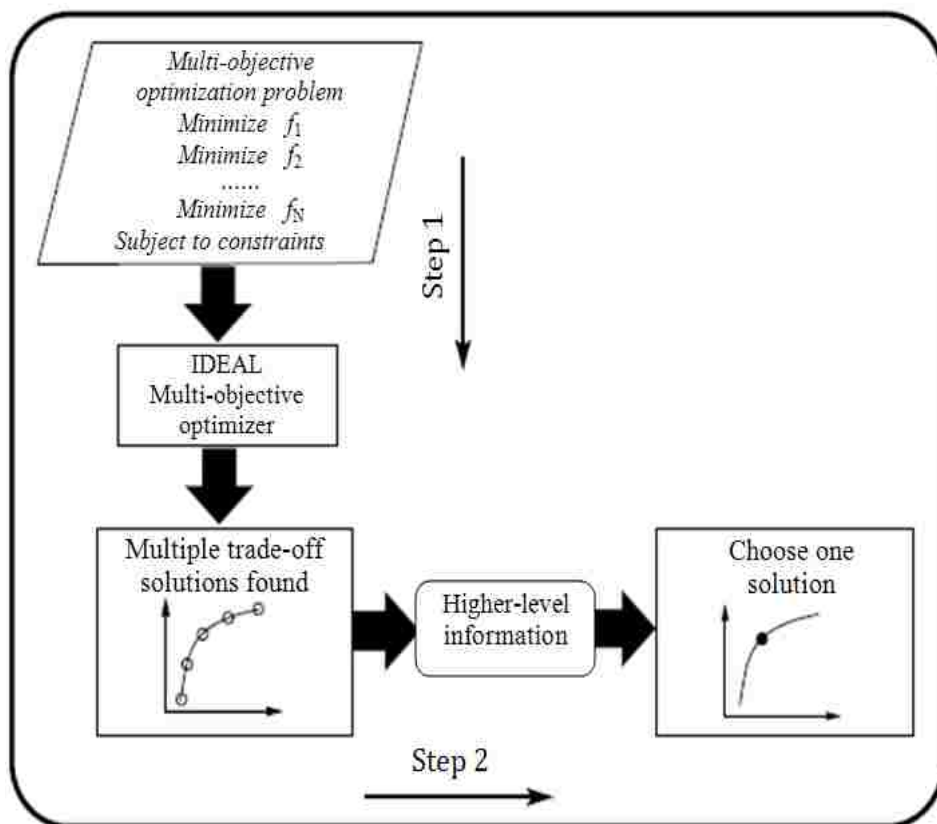 Multi-objective
optimization problem
Minimize f1
Minimize f2
......
Minimize fN
Subject to constraints
Step 1
IDEAL
Multi-objective
optimizer
Multiple trade-off
solutions found
Higher-level
information
Choose one
solution
Step 2